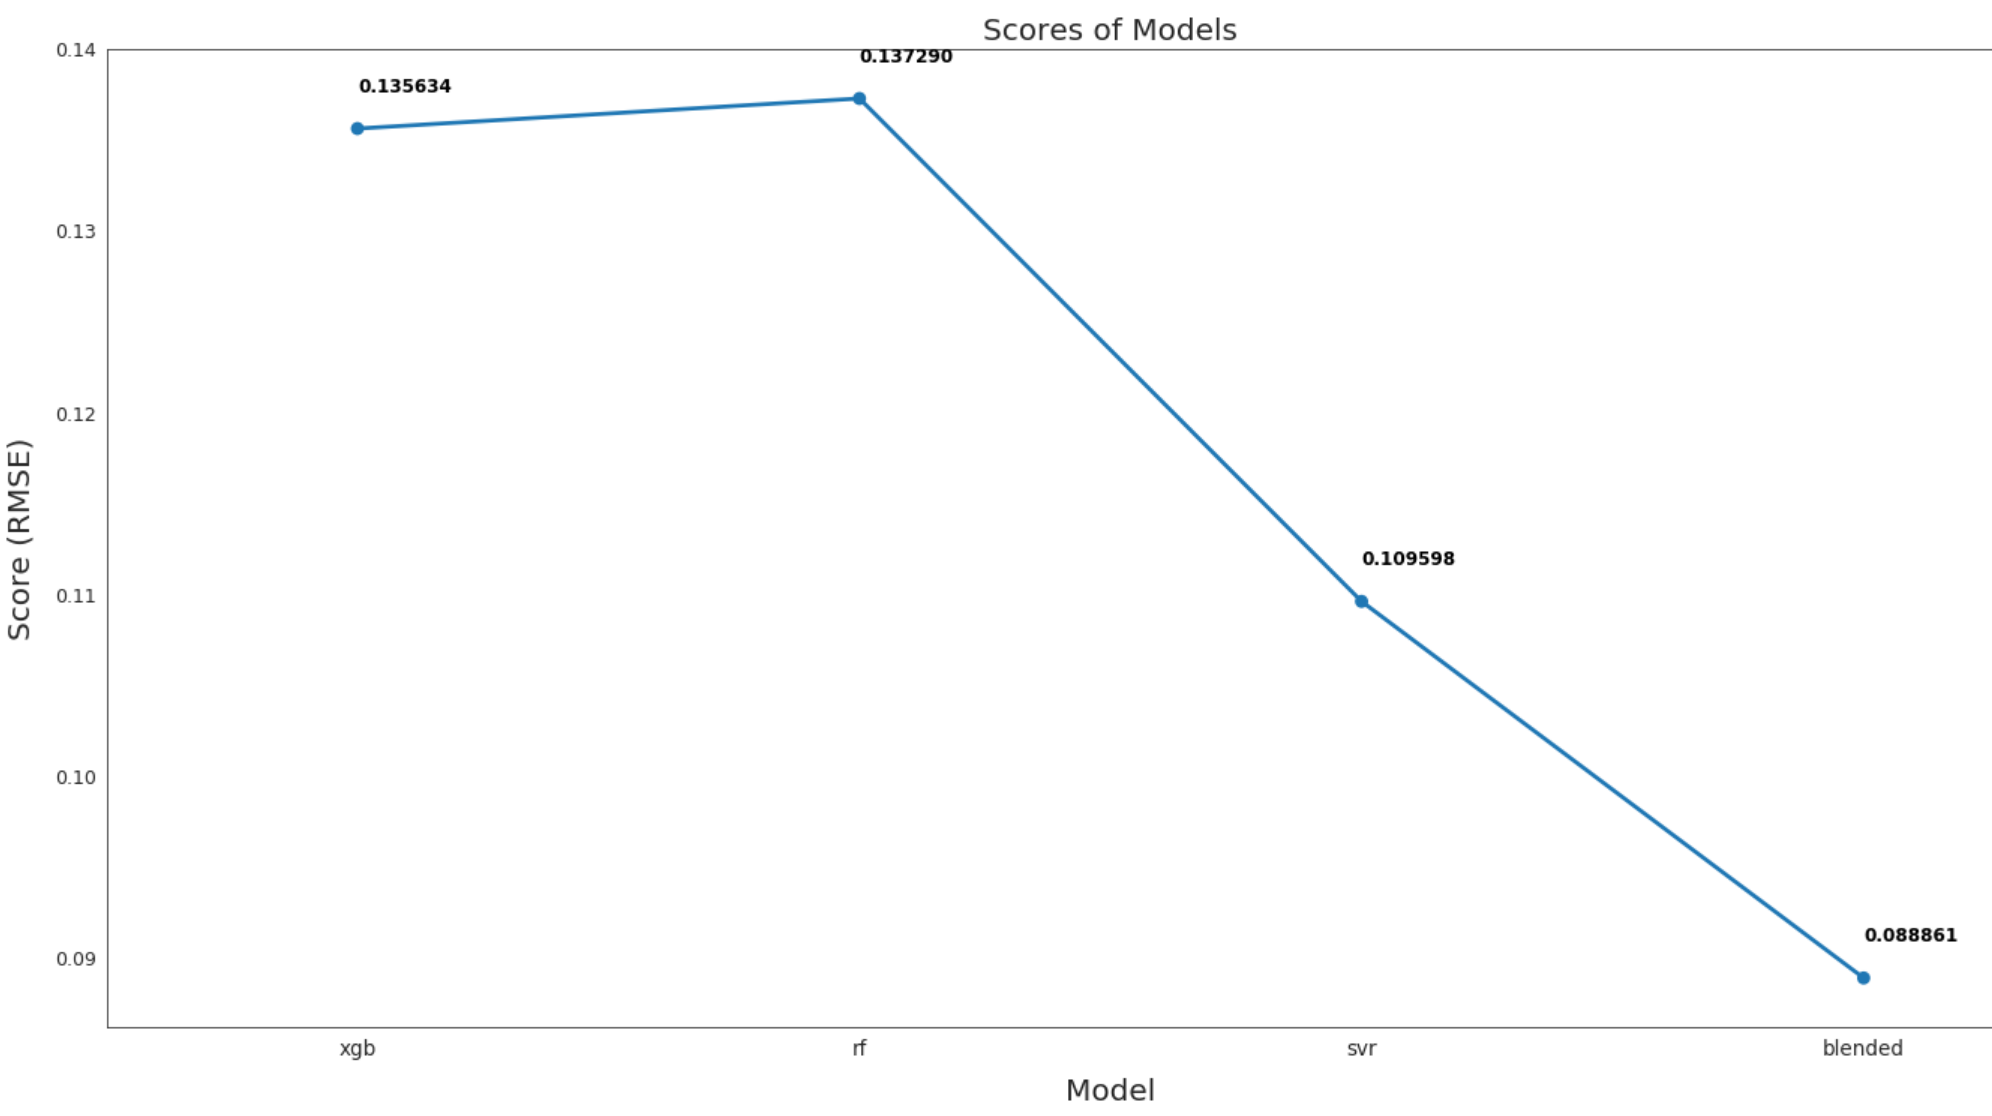 Scores of Models
0.14
0.13
0.12
0.11
0.10
0.09
Score (RMSE)
0.135634
0.137290
0.109598
0.088861
xgb
rf
svr
blended
Model